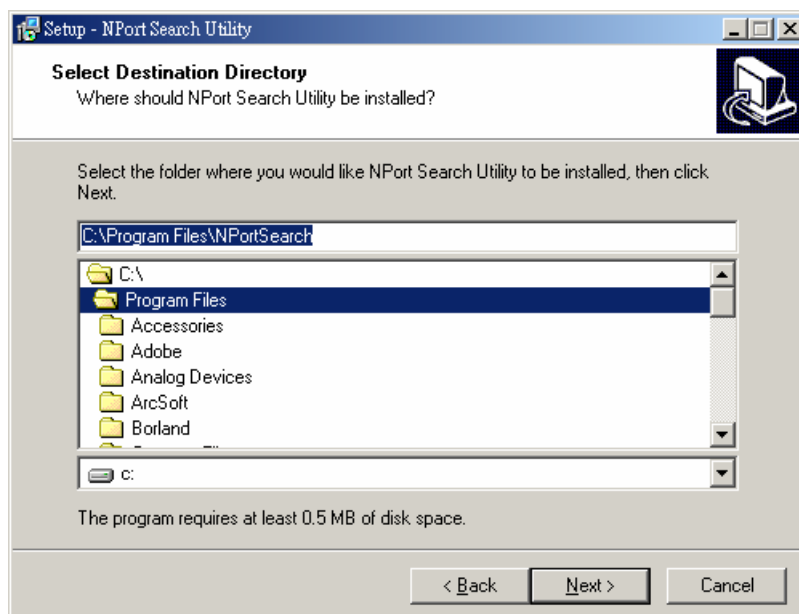 Setup - NPort Search Utility
Select Destination Directory
Where should NPort Search Utility be installed?
Select the folder where you would like NPort Search Utility to be installed, then click
Next.
C:\Program Files\NPortSearch
C:\
Program Files
Accessories
Adobe
Analog Devices
ArcSoft
Borland
c:
The program requires at least 0.5 MB of disk space.
< Back
Next >
Cancel